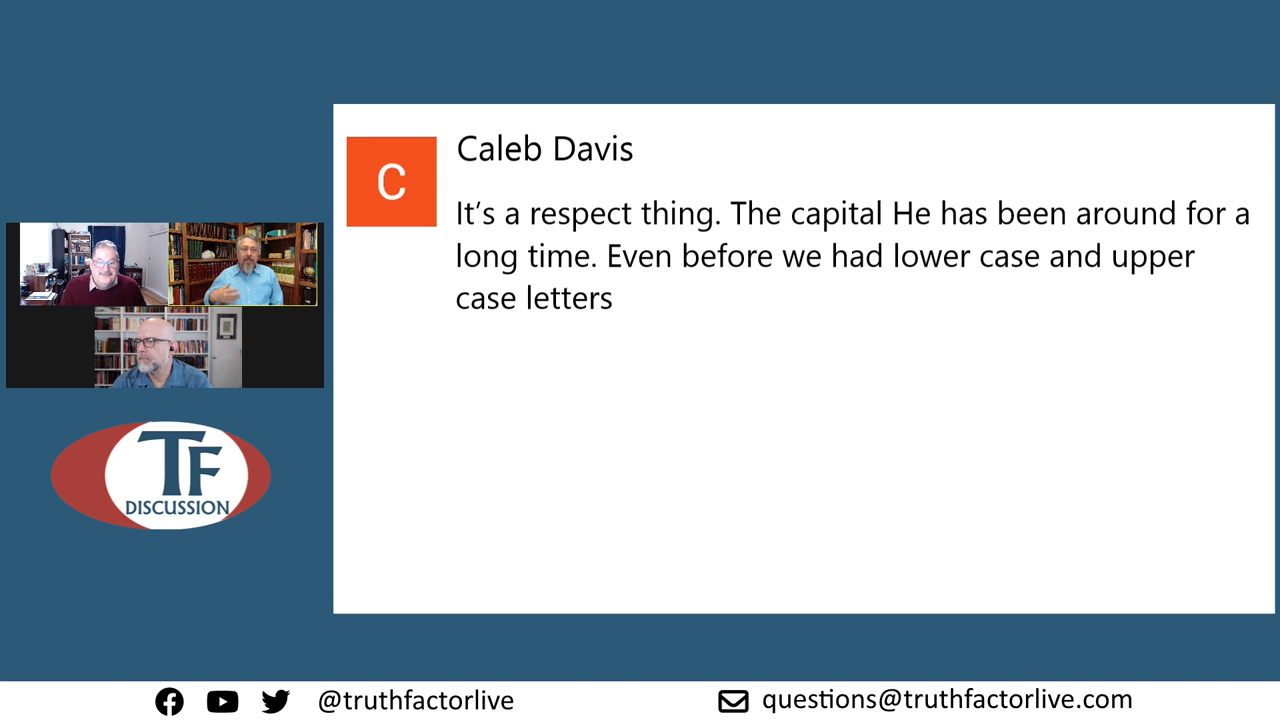 C
Caleb Davis
It’s a respect thing. The capital He has been around for a
long time. Even before we had lower case and upper
case letters
TF
DISCUSSION
@truthfactorlive
questions@truthfactorlive.com